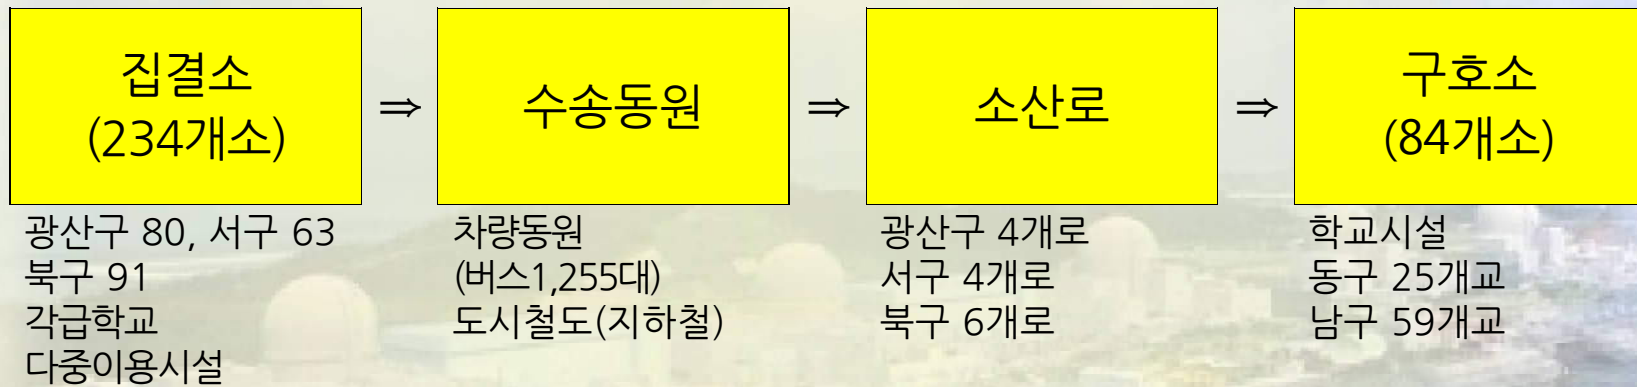 집결소
(234개소)
⇒
수송동원
⇒
소산로
⇒
구호소
(84개소)
광산구 80, 서구 63
북구 91
각급학교
다중이용시설
차량동원
(버스1,255대)
도시철도(지하철)
광산구 4개로
서구 4개로
북구 6개로
학교시설
동구 25개교
남구 59개교